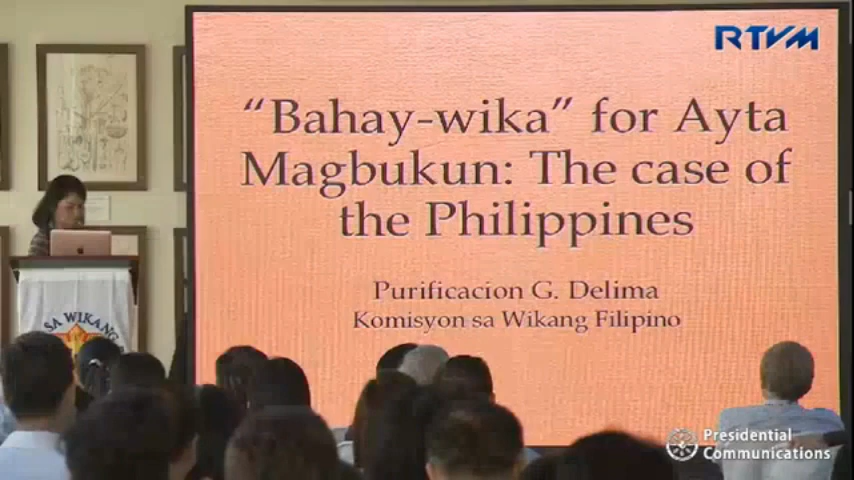 RTVM
“Bahay-wika” for Ayta
Magbukun: The case of
the Philippines
Purificacion G. Delima
Komisyon sa Wikang Filipino
SA WIKANG
Presidential
Communications